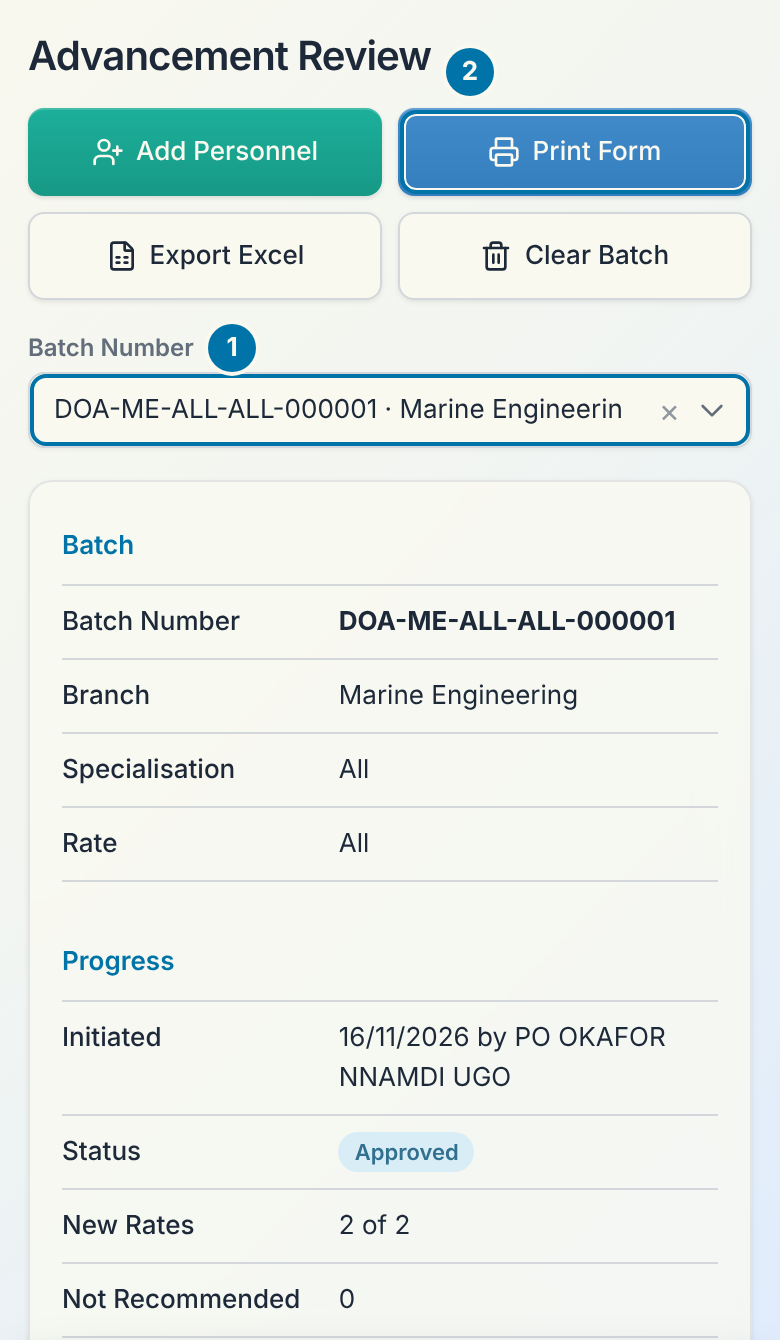 Advancement Review
2
Add Personnel
Print Form
Export Excel
Clear Batch
Batch Number
1
DOA-ME-ALL-ALL-000001 · Marine Engineerin
Batch
Batch Number DOA-ME-ALL-ALL-000001
Branch Marine Engineering
Specialisation All
Rate All
Progress
Initiated 16/11/2026 by PO OKAFOR
NNAMDI UGO
Status Approved
New Rates 2 of 2
Not Recommended 0